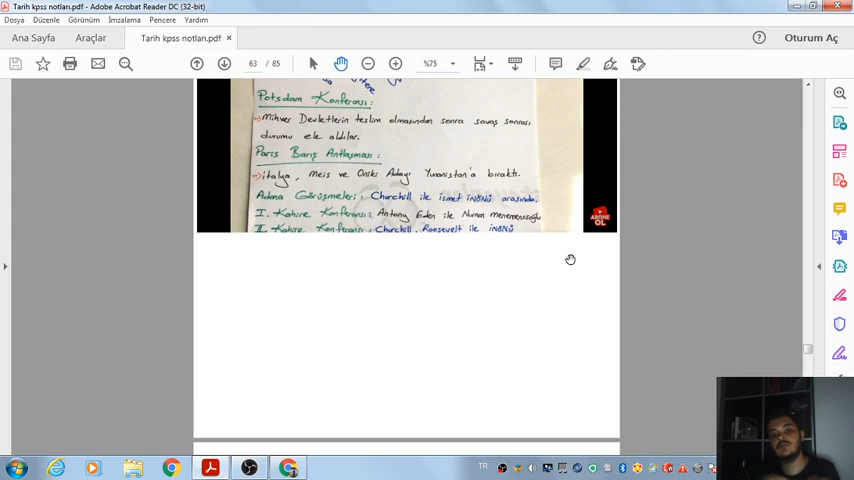 Tarih kpss notları.pdf - Adobe Acrobat Reader DC (32-bit)
Dosya Düzenle Görünüm İmzalama Pencere Yardım
Ana Sayfa Araçlar Tarih kpss notları.pdf × Oturum Aç
63 / 85 %75
Potsdam Konferansı:
Mihver Devletlerin teslim olmasından sonra savaş sonrası
durumu ele aldılar.
Paris Barış Antlaşması:
İtalya, Meis ve Oniki Adayı Yunanistan'a bıraktı.
Adana Görüşmeleri: Churchill ile ismet İNÖNÜ arasında.
I. Kahire Konferansı: Antony Eden ile Numan menemencioğlu
II. Kahire Konferansı: Churchill, Roosevelt ile İNÖNÜ
ABONE
OL
TR